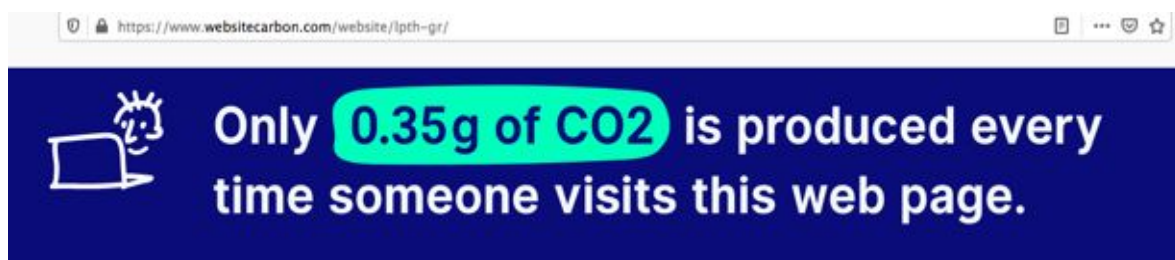 https://www.websitecarbon.com/website/lpth-gr/
Only 0.35g of CO2 is produced every
time someone visits this web page.